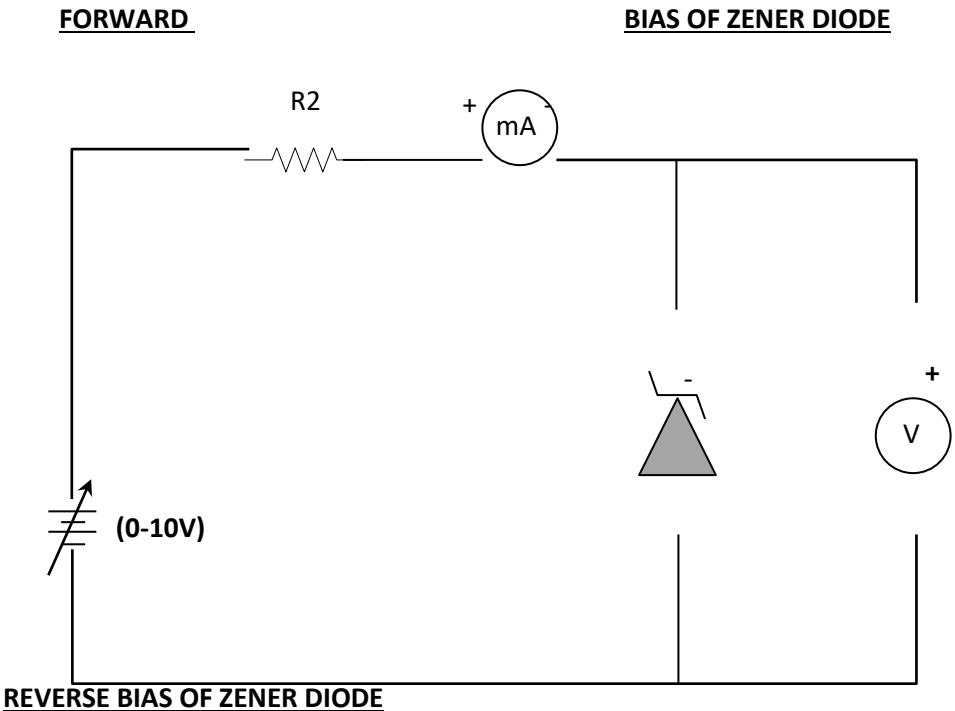 FORWARD BIAS OF ZENER DIODE
R2
+ mA -
-
+
V
(0-10V)
REVERSE BIAS OF ZENER DIODE